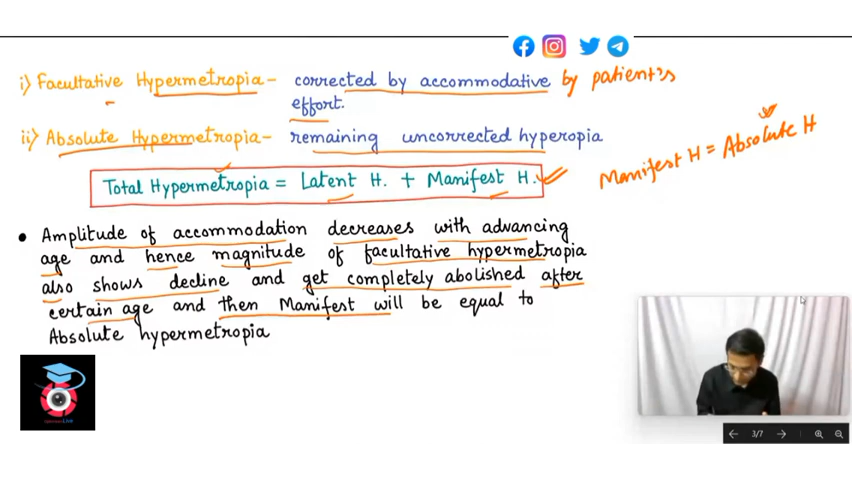 i) Facultative Hypermetropia - corrected by accommodative by patient's
effort.
ii) Absolute Hypermetropia - remaining uncorrected hyperopia
Manifest H = Absolute H
Total Hypermetropia = Latent H. + Manifest H.
• Amplitude of accommodation decreases with advancing
age and hence magnitude of facultative hypermetropia
also shows decline and get completely abolished after
certain age and then Manifest will be equal to
Absolute hypermetropia
3/7